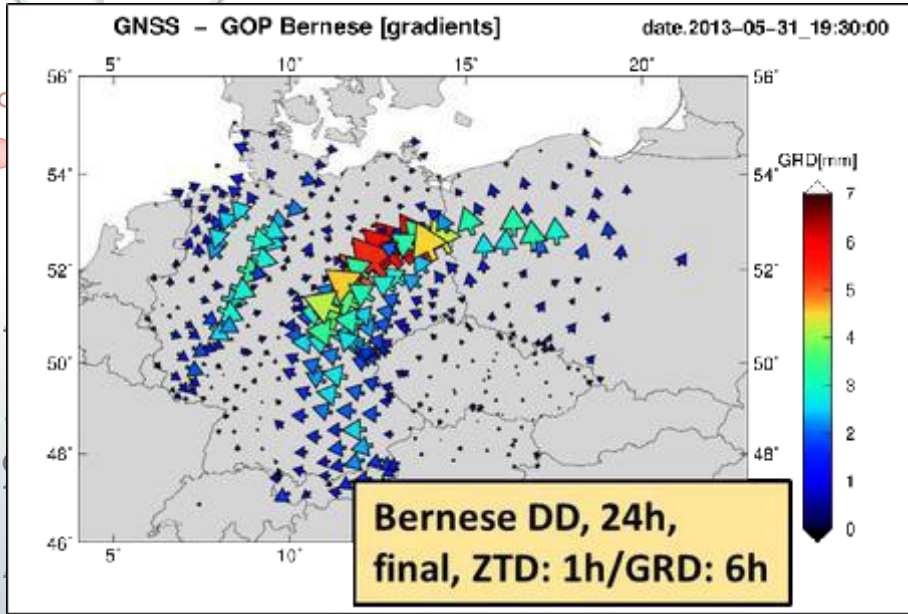 GNSS – GOP Bernese [gradients]
date.2013-05-31_19:30:00
5° 10° 15° 20°
56° 56°
GRD[mm]
54° 54°
7
6
52° 52°
5
4
50° 50°
3
2
48° 48°
1
0
46° 46°
5° 10°
Bernese DD, 24h,
final, ZTD: 1h/GRD: 6h